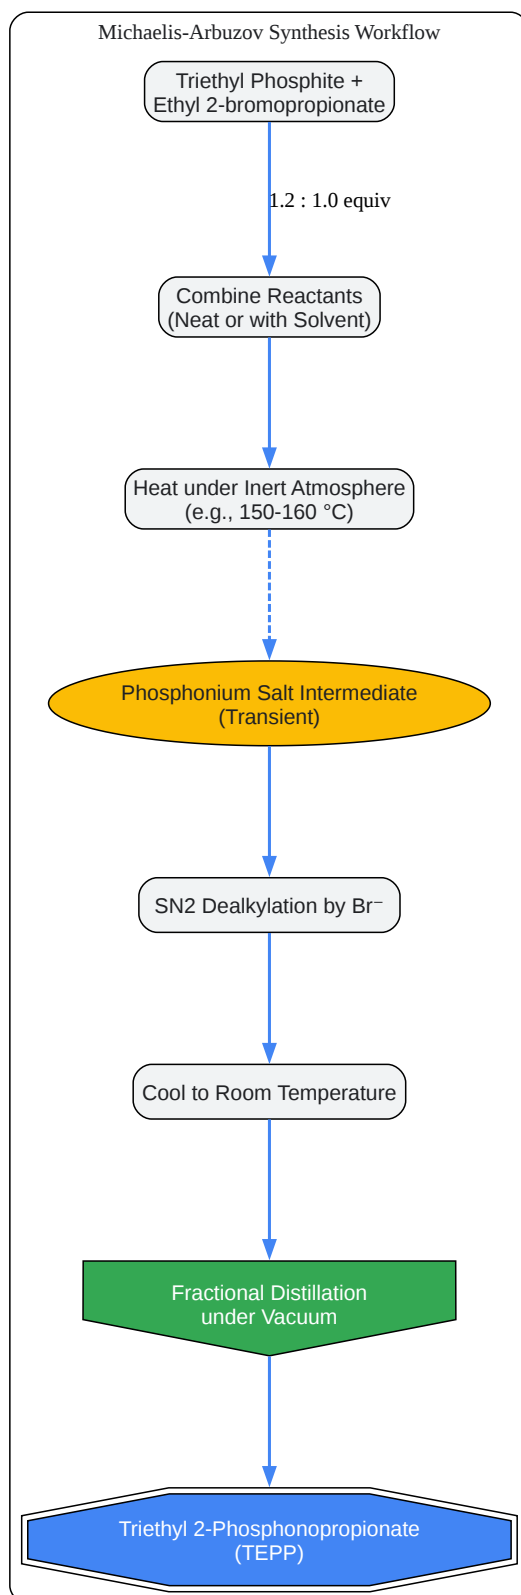 Michaelis-Arbuzov Synthesis Workflow
Triethyl Phosphite +
Ethyl 2-bromopropionate
1.2 : 1.0 equiv
Combine Reactants
(Neat or with Solvent)
Heat under Inert Atmosphere
(e.g., 150-160 °C)
Phosphonium Salt Intermediate
(Transient)
SN2 Dealkylation by Br⁻
Cool to Room Temperature
Fractional Distillation
under Vacuum
Triethyl 2-Phosphonopropionate
(TEPP)